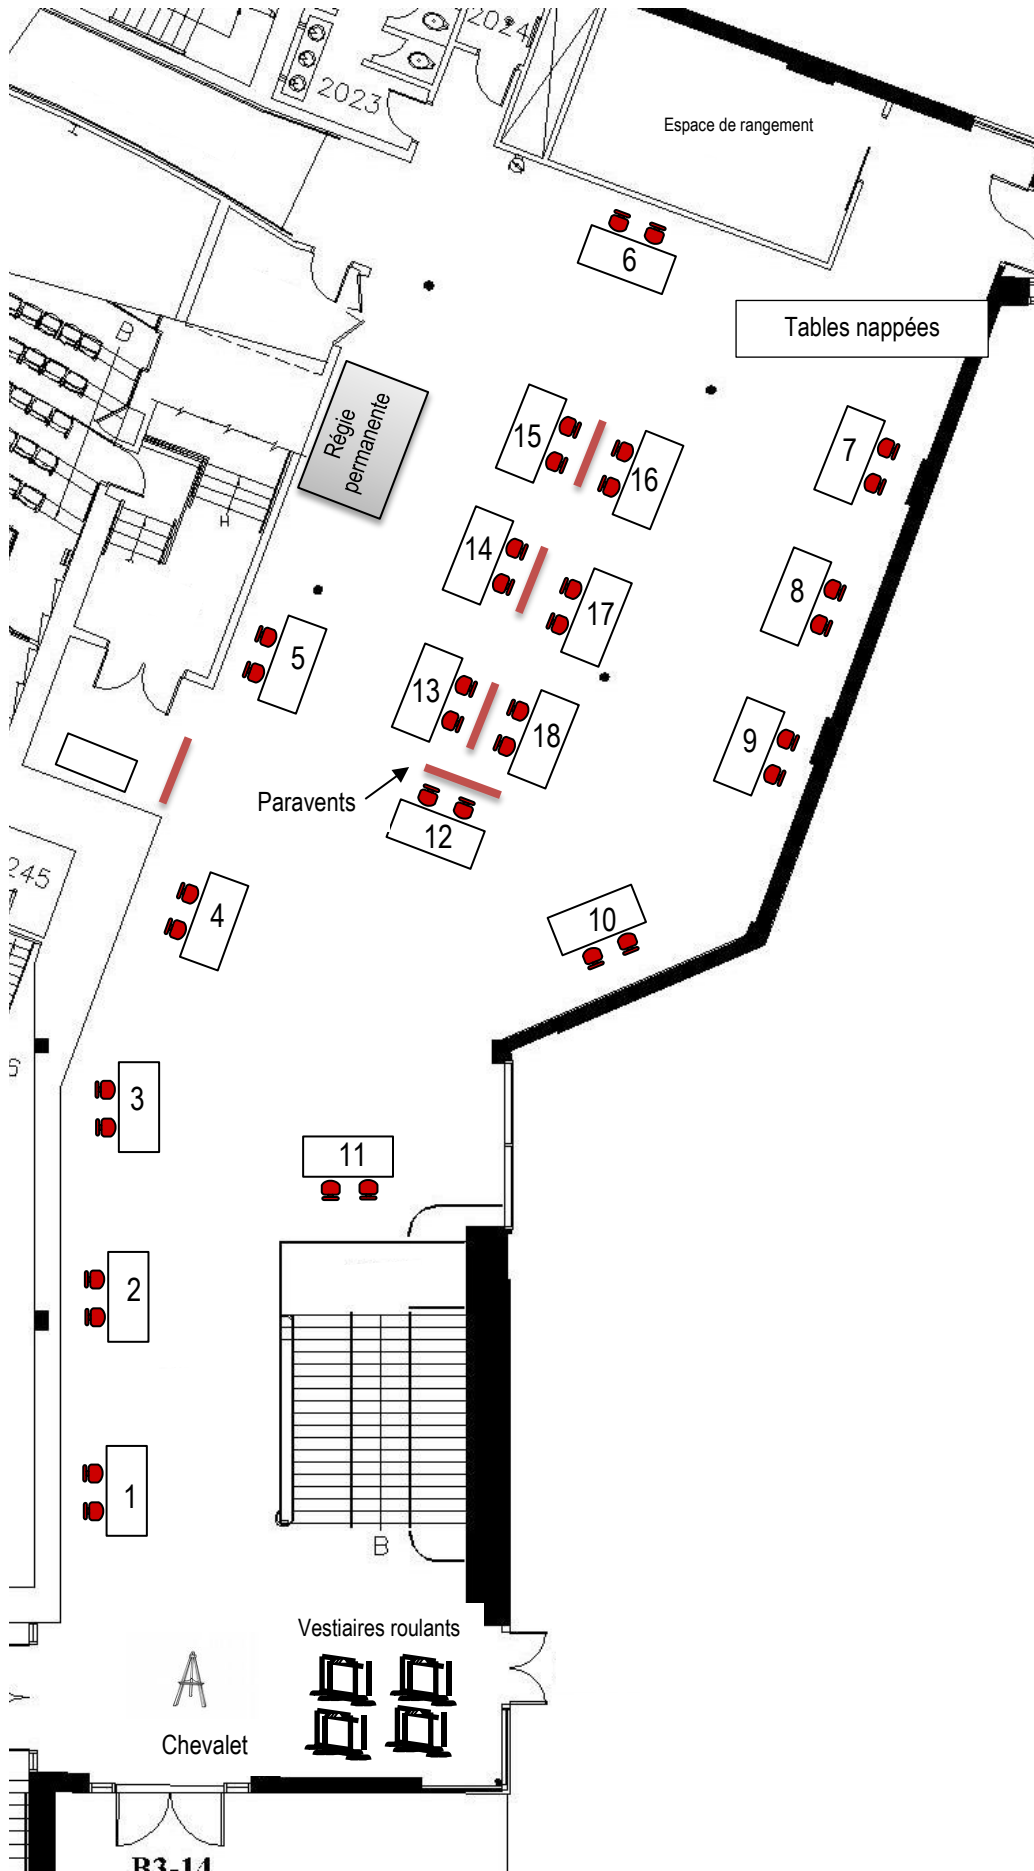 2024
2023
Espace de rangement
6
Tables nappées
B
Régie
permanente
15
16
7
H
14
17
8
5
13
18
9
Paravents
12
245
4
10
3
11
2
1
B
Vestiaires roulants
Chevalet
B3-14